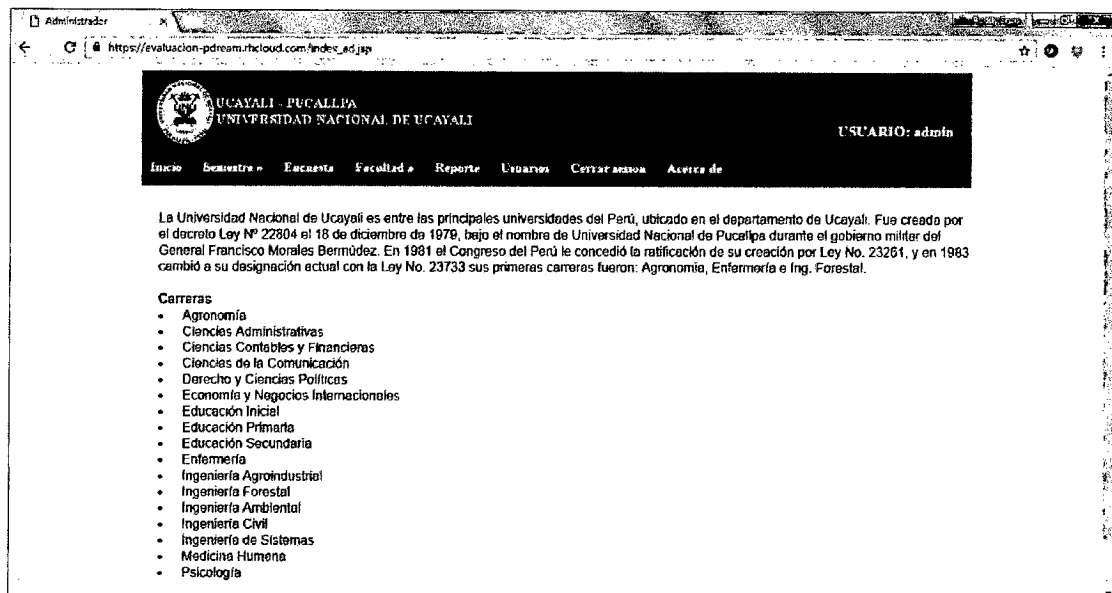 Administrador
https://evaluacion-pdream.rhcloud.com/index_ad.jsp
UCAYALI - PUCALLPA
UNIVERSIDAD NACIONAL DE UCAYALI
USUARIO: admin
Inicio Semestre » Encuesta Facultad » Reporte Usuarios Cerrar sesion Acerca de
La Universidad Nacional de Ucayali es entre las principales universidades del Perú, ubicado en el departamento de Ucayali. Fue creada por
el decreto Ley Nº 22804 el 18 de diciembre de 1979, bajo el nombre de Universidad Nacional de Pucallpa durante el gobierno militar del
General Francisco Morales Bermúdez. En 1981 el Congreso del Perú le concedió la ratificación de su creación por Ley No. 23261, y en 1983
cambió a su designación actual con la Ley No. 23733 sus primeras carreras fueron: Agronomía, Enfermería e Ing. Forestal.
Carreras
• Agronomía
• Ciencias Administrativas
• Ciencias Contables y Financieras
• Ciencias de la Comunicación
• Derecho y Ciencias Políticas
• Economía y Negocios Internacionales
• Educación Inicial
• Educación Primaria
• Educación Secundaria
• Enfermería
• Ingeniería Agroindustrial
• Ingeniería Forestal
• Ingeniería Ambiental
• Ingeniería Civil
• Ingeniería de Sistemas
• Medicina Humana
• Psicología